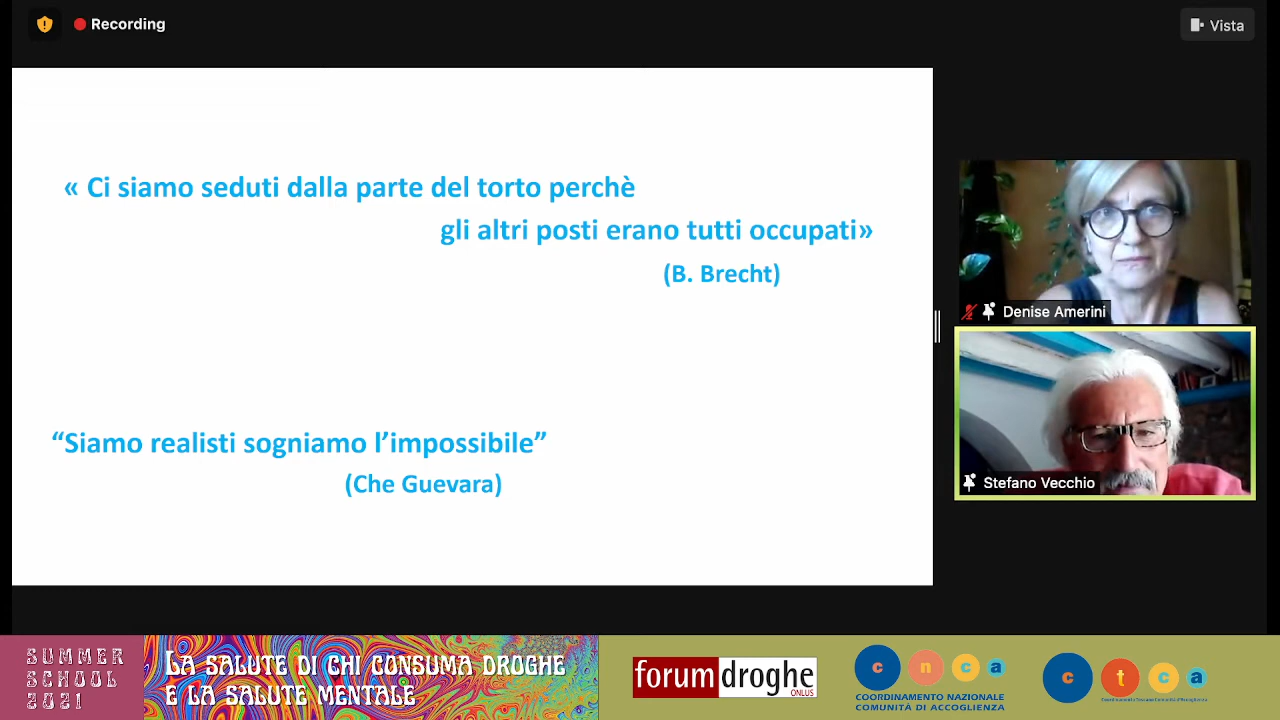 Recording
Vista
« Ci siamo seduti dalla parte del torto perchè
gli altri posti erano tutti occupati»
(B. Brecht)
“Siamo realisti sogniamo l’impossibile”
(Che Guevara)
Denise Amerini
Stefano Vecchio
SUMMER
SCHOOL
2021
LA SALUTE DI CHI CONSUMA DROGHE
E LA SALUTE MENTALE
forumdroghe
ONLUS
cnca
COORDINAMENTO NAZIONALE
COMUNITÀ DI ACCOGLIENZA
ctca